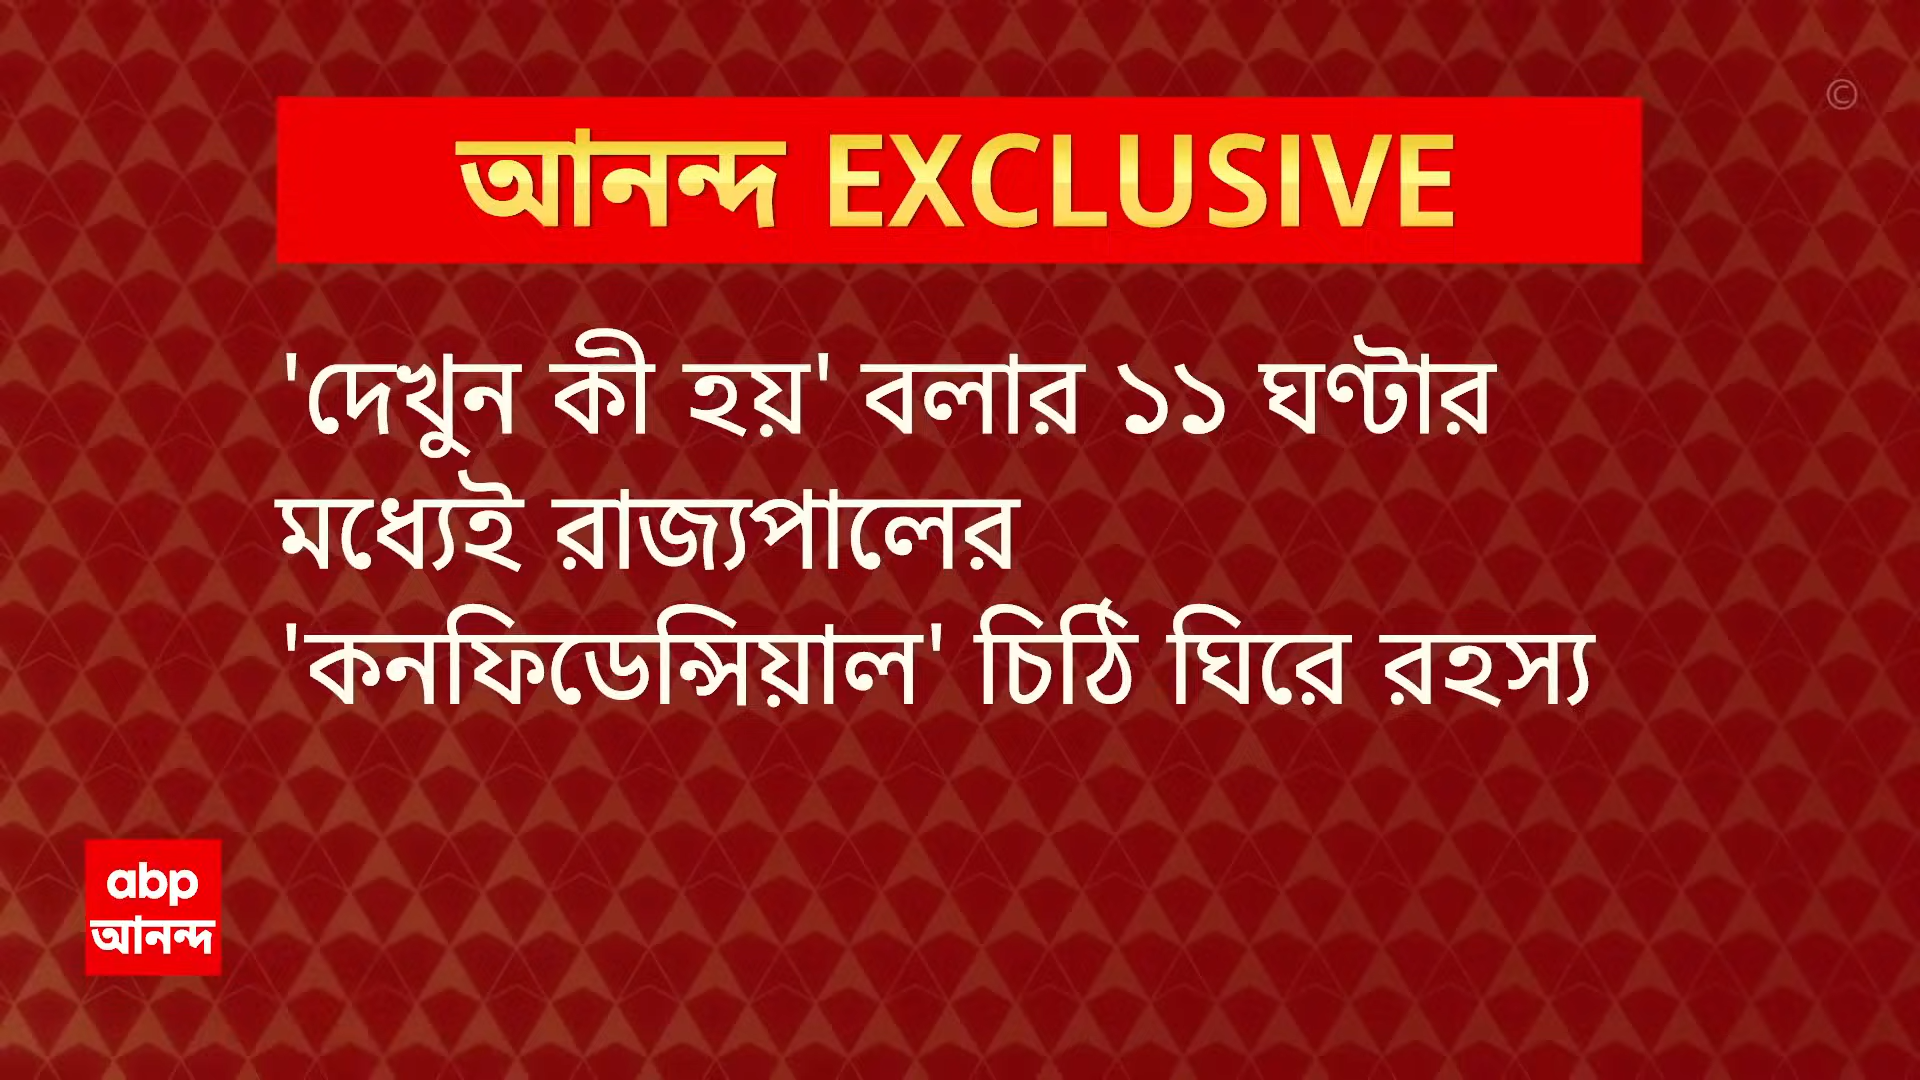 ©
আনন্দ EXCLUSIVE
'দেখুন কী হয়' বলার ১১ ঘণ্টার
মধ্যেই রাজ্যপালের
'কনফিডেন্সিয়াল' চিঠি ঘিরে রহস্য
abp
আনন্দ